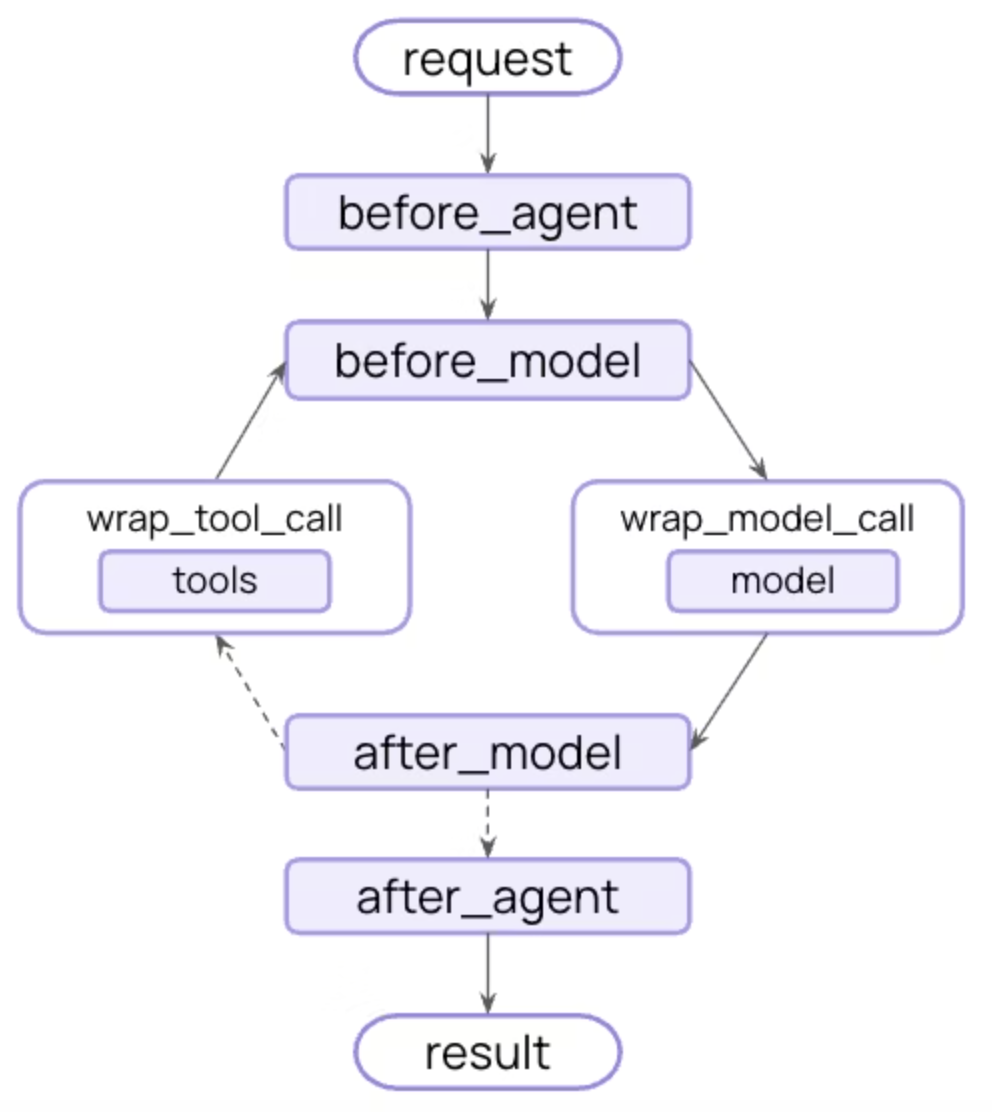 request
before_agent
before_model
wrap_tool_call
tools
wrap_model_call
model
after_model
after_agent
result